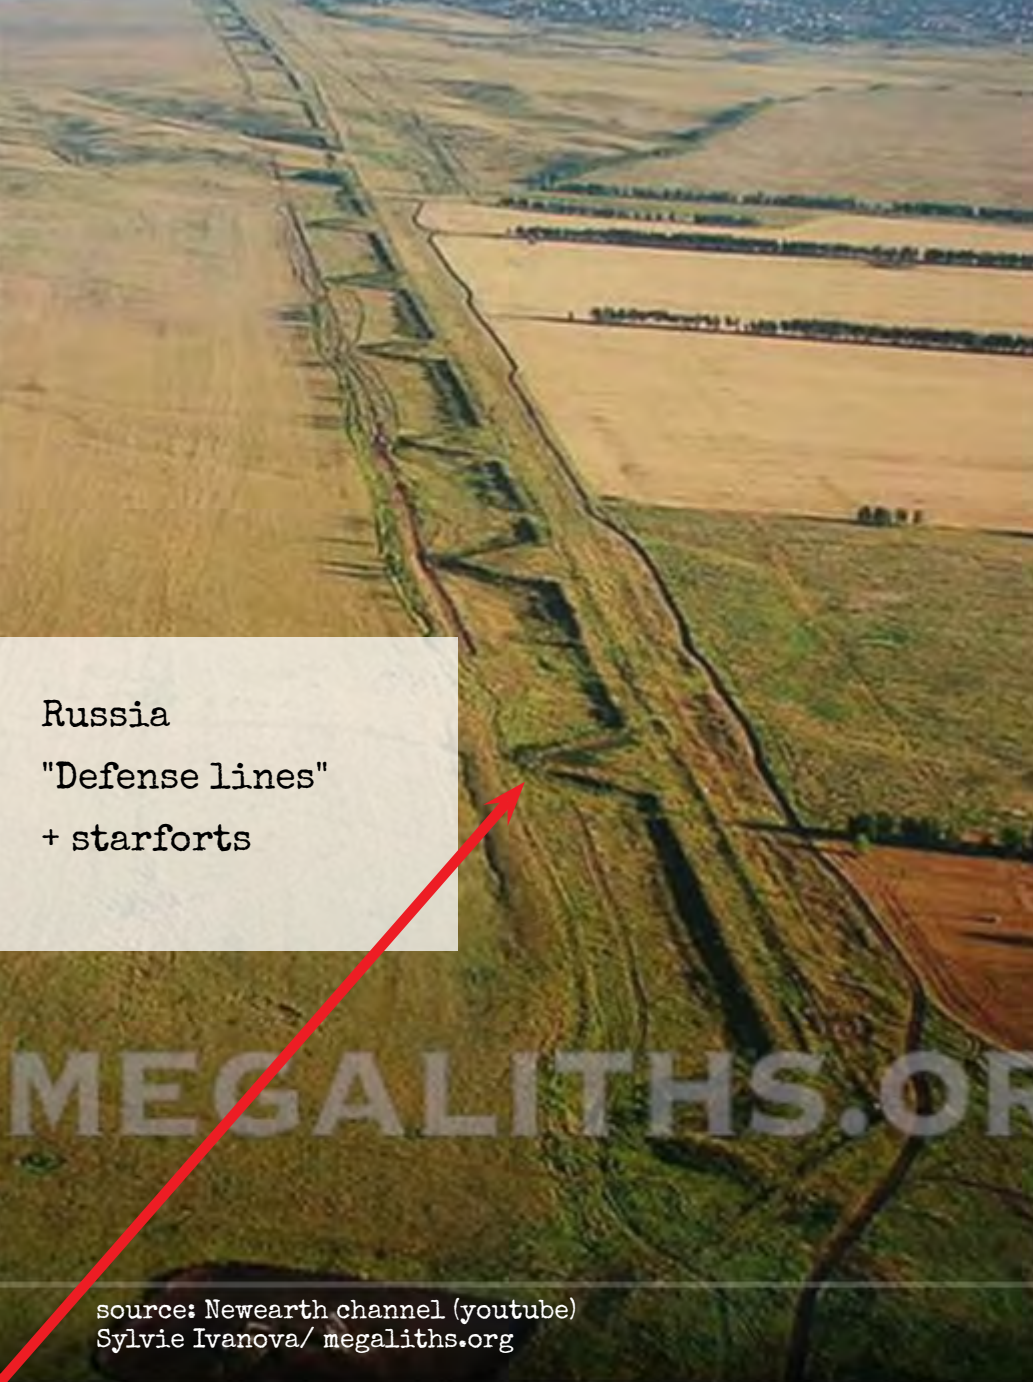 Russia
"Defense lines"
+ starforts
MEGALITHS.OR
source: Newearth channel (youtube)
Sylvie Ivanova/ megaliths.org